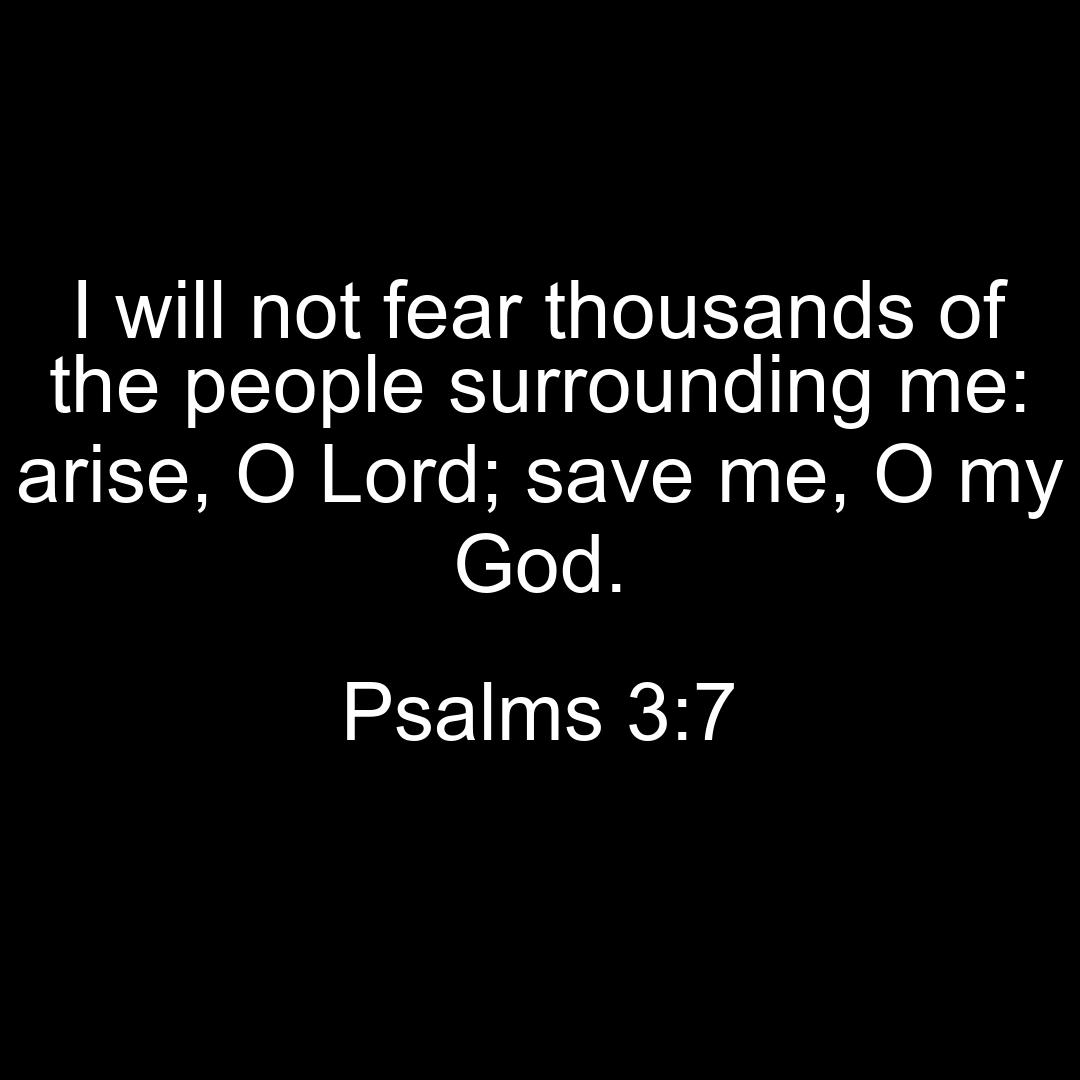 I will not fear thousands of
the people surrounding me:
arise, O Lord; save me, O my
God.
Psalms 3:7